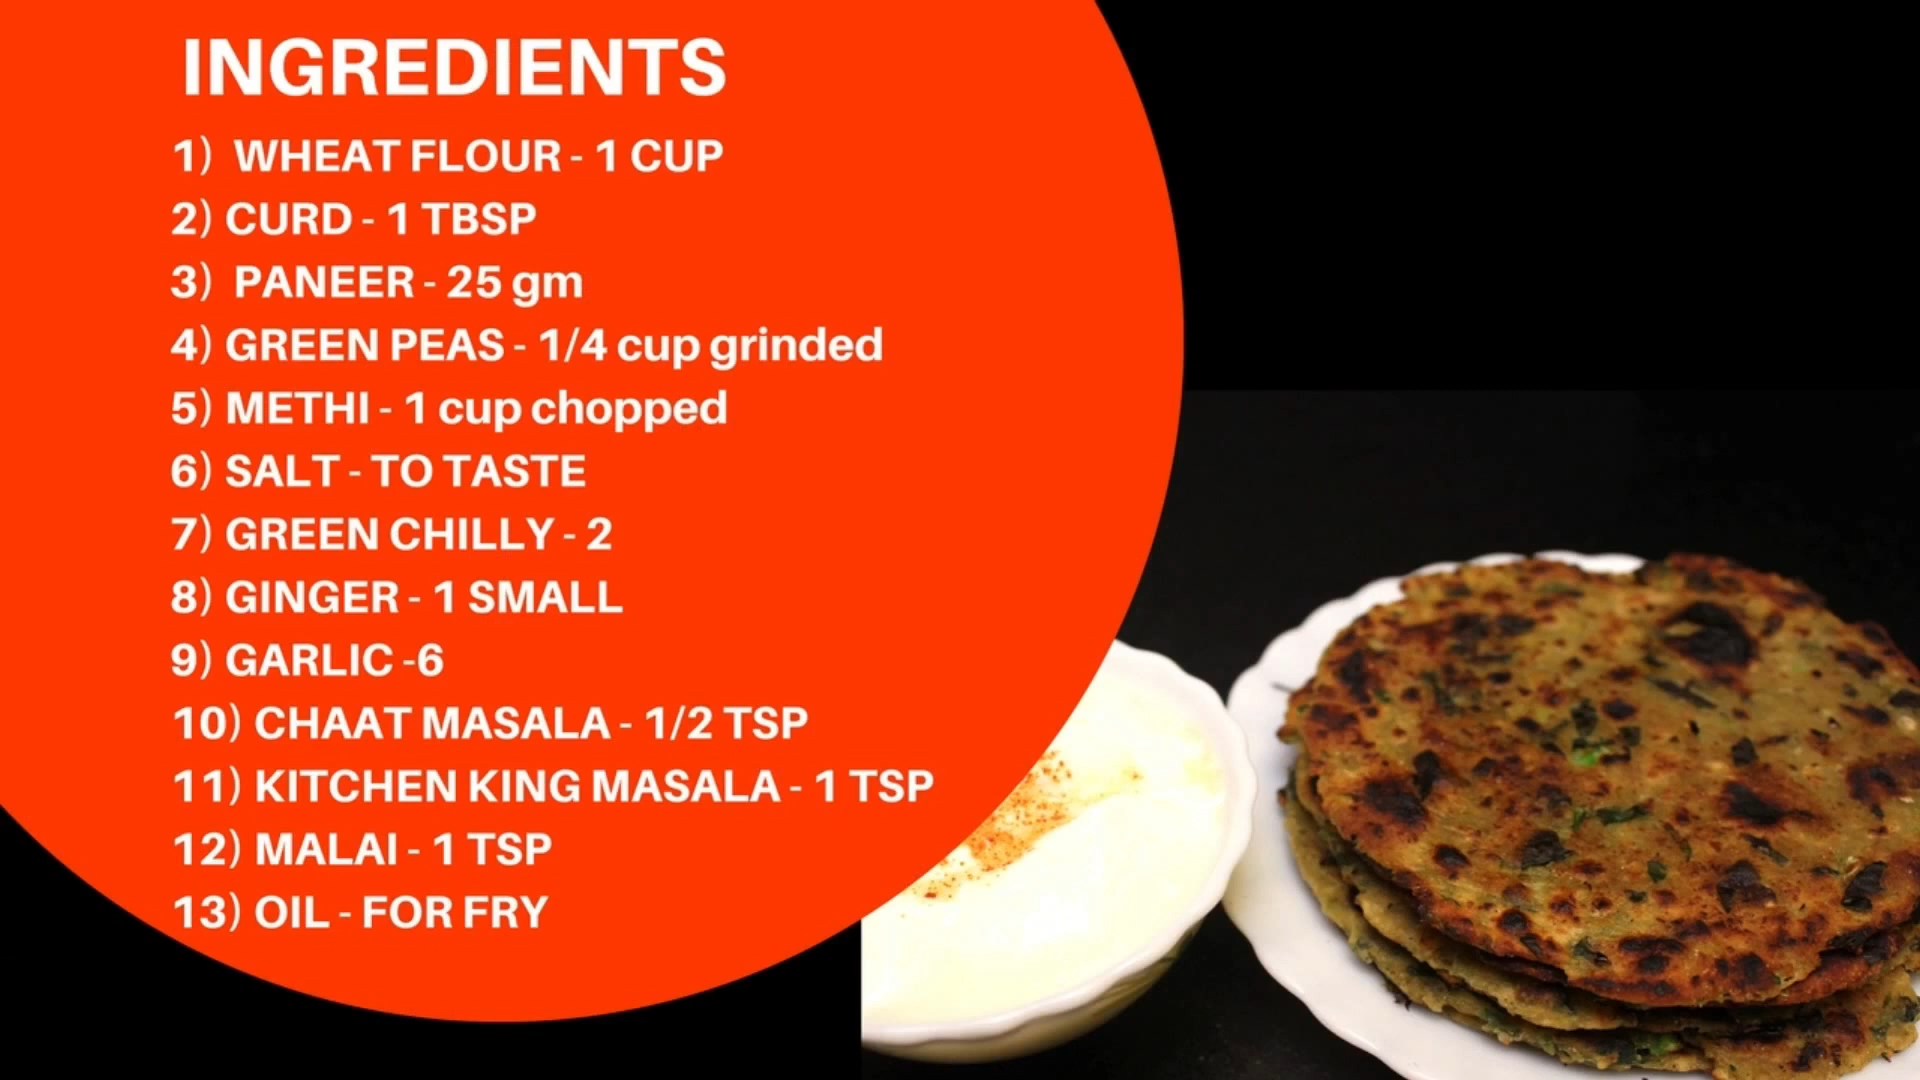 INGREDIENTS
1) WHEAT FLOUR - 1 CUP
2) CURD - 1 TBSP
3) PANEER - 25 gm
4) GREEN PEAS - 1/4 cup grinded
5) METHI - 1 cup chopped
6) SALT - TO TASTE
7) GREEN CHILLY - 2
8) GINGER - 1 SMALL
9) GARLIC -6
10) CHAAT MASALA - 1/2 TSP
11) KITCHEN KING MASALA - 1 TSP
12) MALAI - 1 TSP
13) OIL - FOR FRY